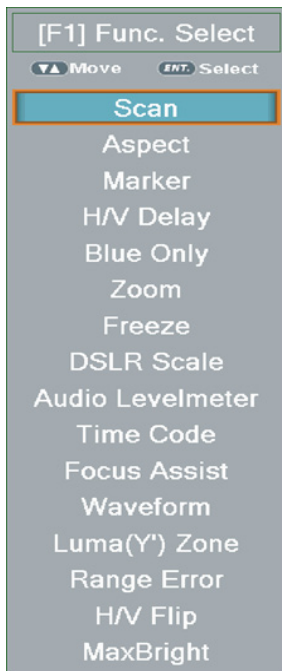 [F1] Func. Select
▼▲ Move ENT. Select
Scan
Aspect
Marker
H/V Delay
Blue Only
Zoom
Freeze
DSLR Scale
Audio Levelmeter
Time Code
Focus Assist
Waveform
Luma(Y') Zone
Range Error
H/V Flip
MaxBright